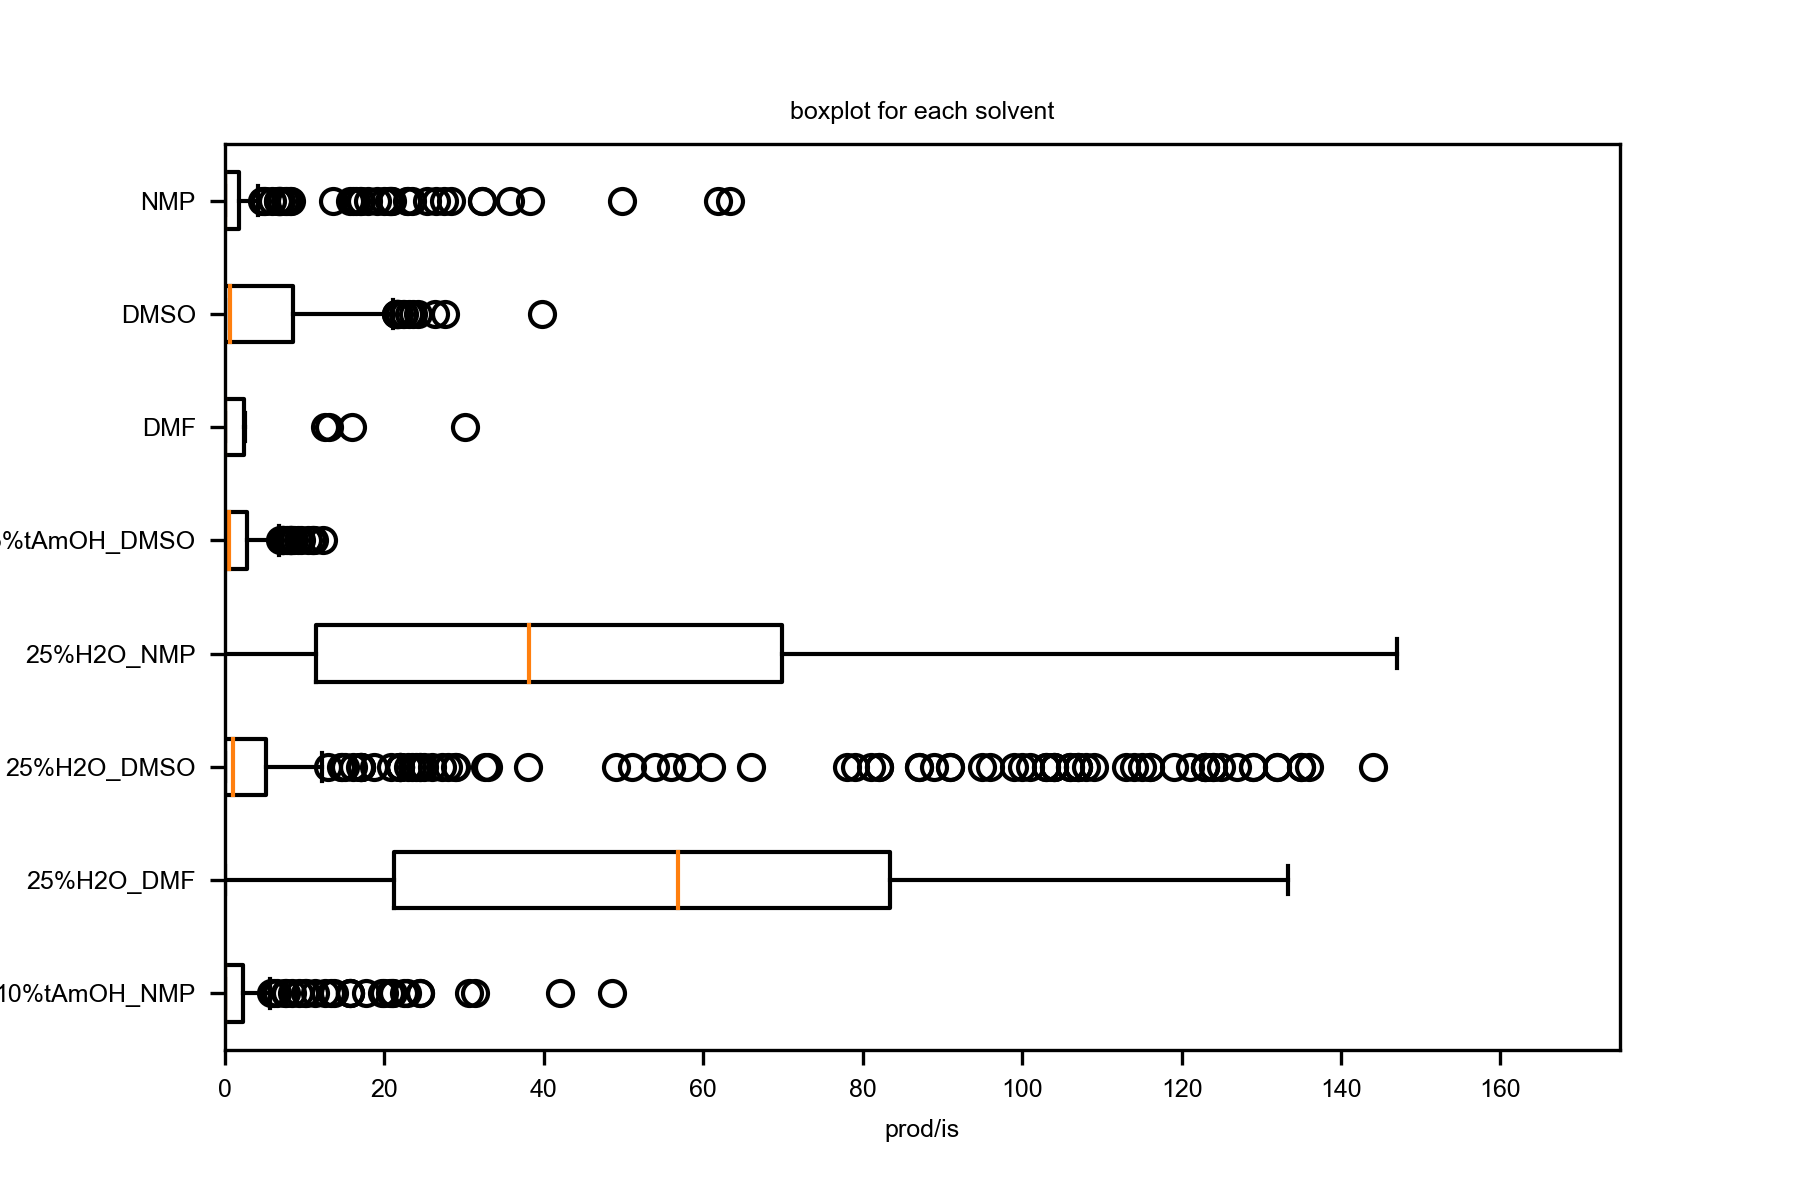 boxplot for each solvent
NMP
DMSO
DMF
%tAmOH_DMSO
25%H2O_NMP
25%H2O_DMSO
25%H2O_DMF
10%tAmOH_NMP
0 20 40 60 80 100 120 140 160
prod/is